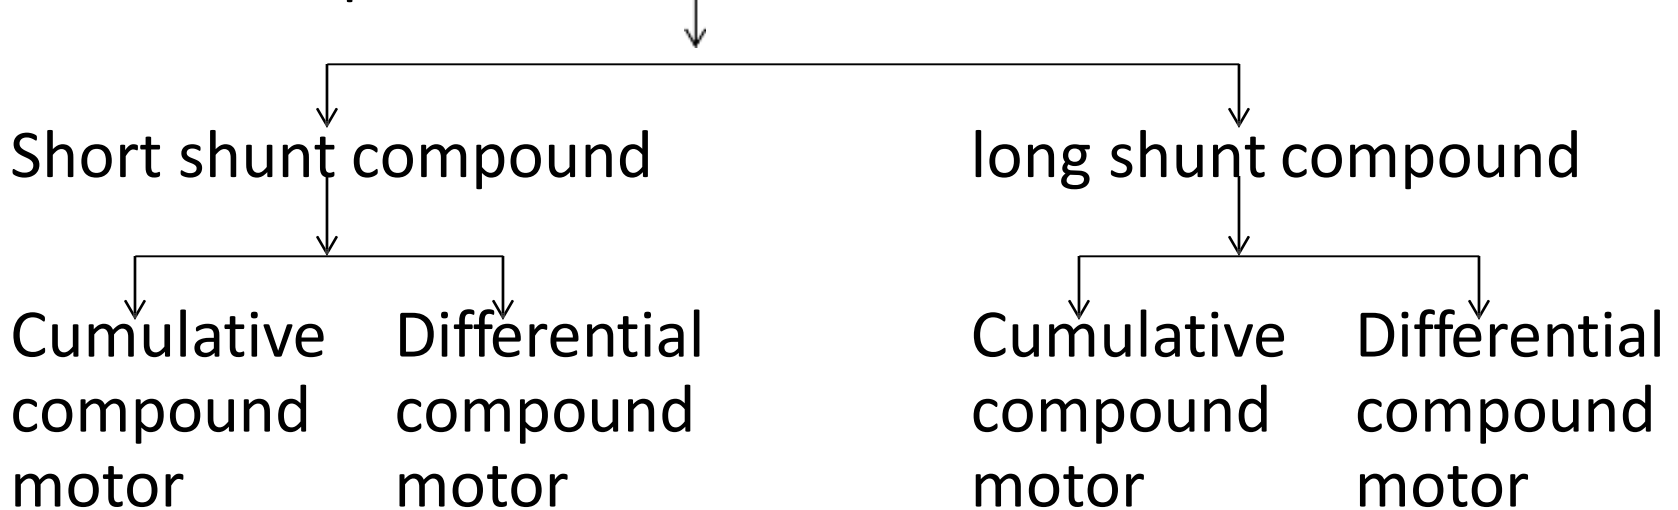 Short shunt compound
long shunt compound
Cumulative
compound
motor
Differential
compound
motor
Cumulative
compound
motor
Differential
compound
motor